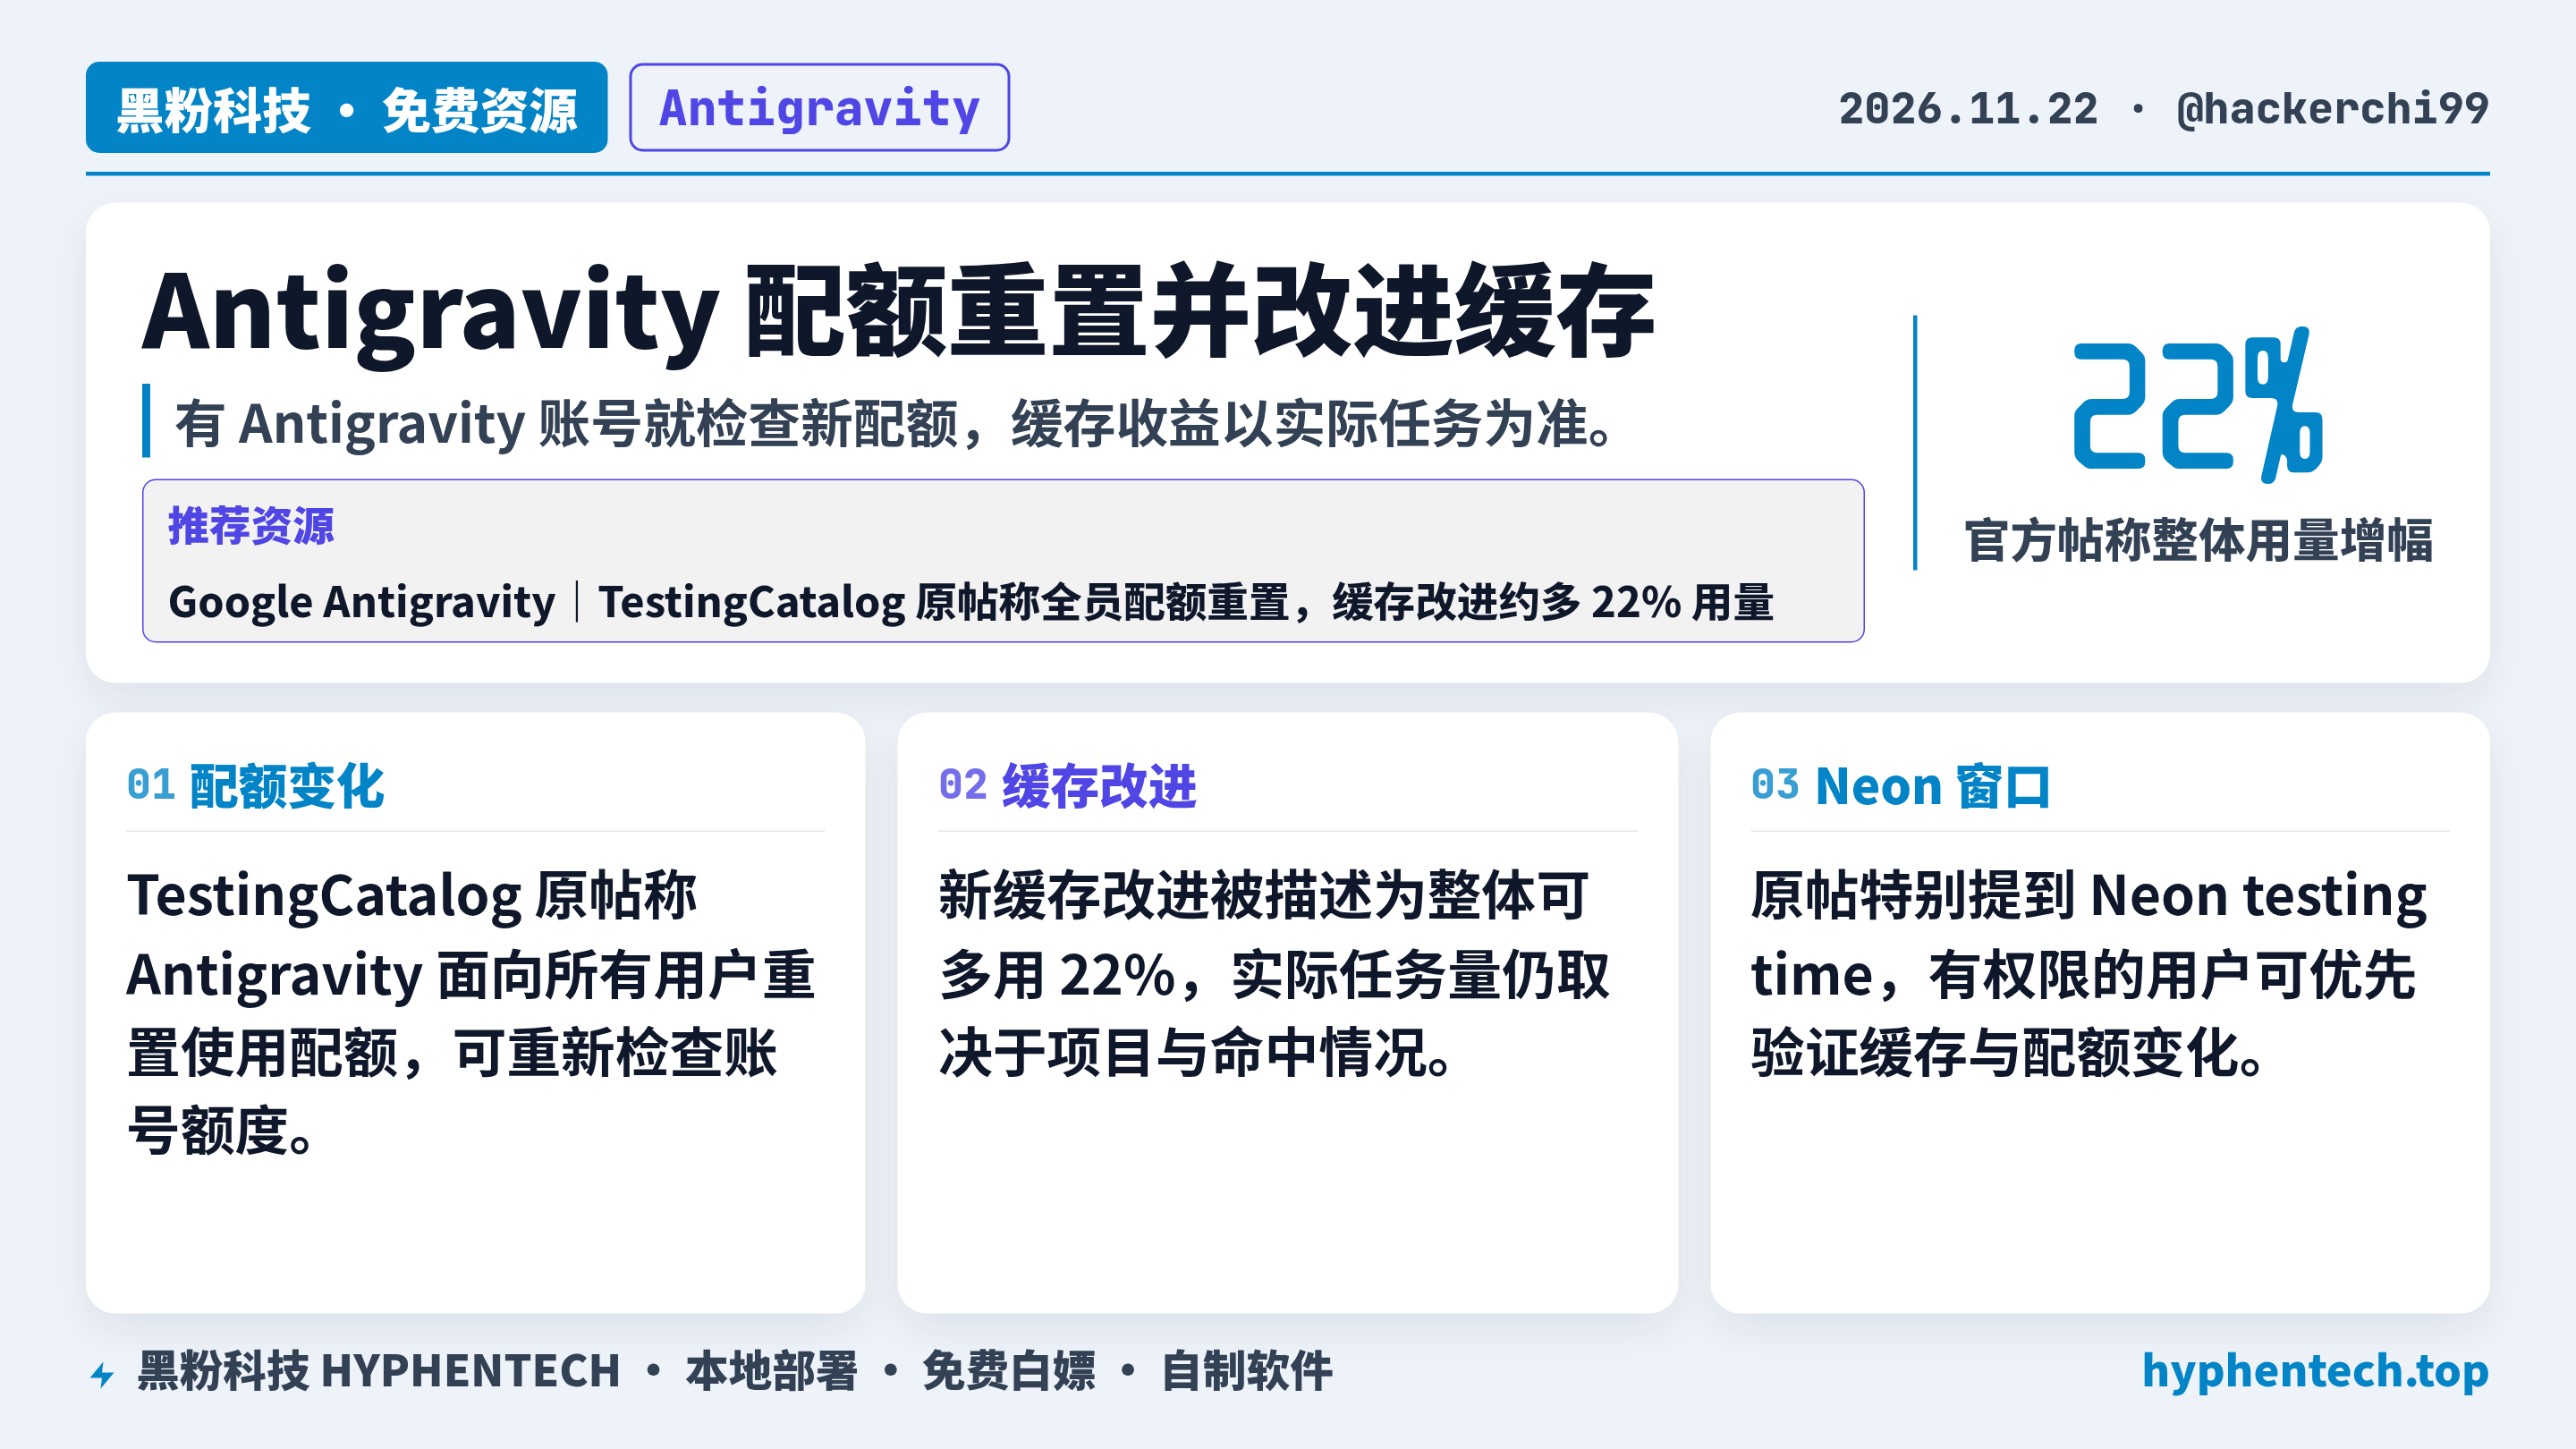 黑粉科技 · 免费资源
Antigravity
2026.11.22 · @hackerchi99
Antigravity 配额重置并改进缓存
有 Antigravity 账号就检查新配额，缓存收益以实际任务为准。
推荐资源
Google Antigravity｜TestingCatalog 原帖称全员配额重置，缓存改进约多 22% 用量
22%
官方帖称整体用量增幅
01 配额变化
TestingCatalog 原帖称
Antigravity 面向所有用户重
置使用配额，可重新检查账
号额度。
02 缓存改进
新缓存改进被描述为整体可
多用 22%，实际任务量仍取
决于项目与命中情况。
03 Neon 窗口
原帖特别提到 Neon testing
time，有权限的用户可优先
验证缓存与配额变化。
黑粉科技 HYPHENTECH · 本地部署 · 免费白嫖 · 自制软件
hyphentech.top